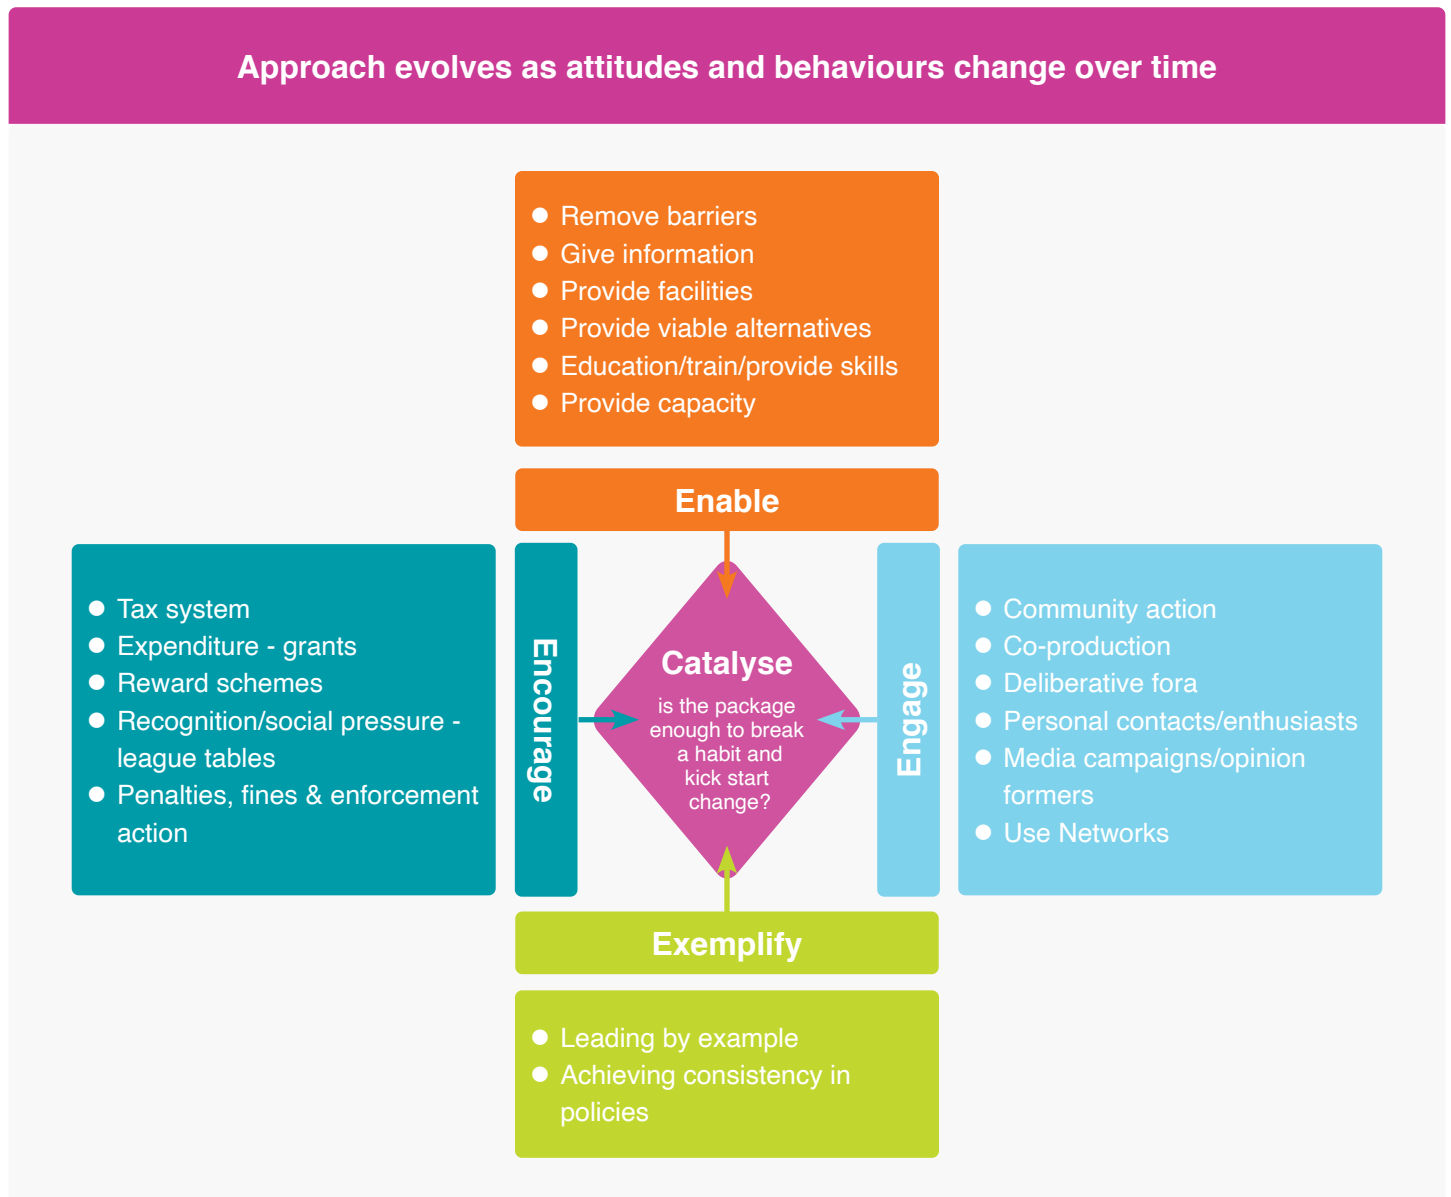 Approach evolves as attitudes and behaviours change over time
● Remove barriers
● Give information
● Provide facilities
● Provide viable alternatives
● Education/train/provide skills
● Provide capacity
Enable
● Tax system
● Expenditure - grants
● Reward schemes
● Recognition/social pressure -
league tables
● Penalties, fines & enforcement
action
Encourage
Catalyse
is the package
enough to break
a habit and
kick start
change?
Engage
● Community action
● Co-production
● Deliberative fora
● Personal contacts/enthusiasts
● Media campaigns/opinion
formers
● Use Networks
Exemplify
● Leading by example
● Achieving consistency in
policies